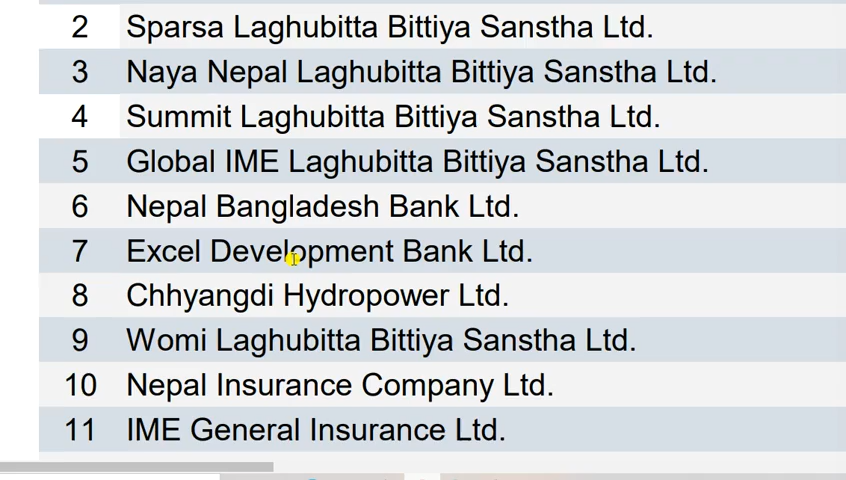 2 Sparsa Laghubitta Bittiya Sanstha Ltd.
3 Naya Nepal Laghubitta Bittiya Sanstha Ltd.
4 Summit Laghubitta Bittiya Sanstha Ltd.
5 Global IME Laghubitta Bittiya Sanstha Ltd.
6 Nepal Bangladesh Bank Ltd.
7 Excel Development Bank Ltd.
8 Chhyangdi Hydropower Ltd.
9 Womi Laghubitta Bittiya Sanstha Ltd.
10 Nepal Insurance Company Ltd.
11 IME General Insurance Ltd.